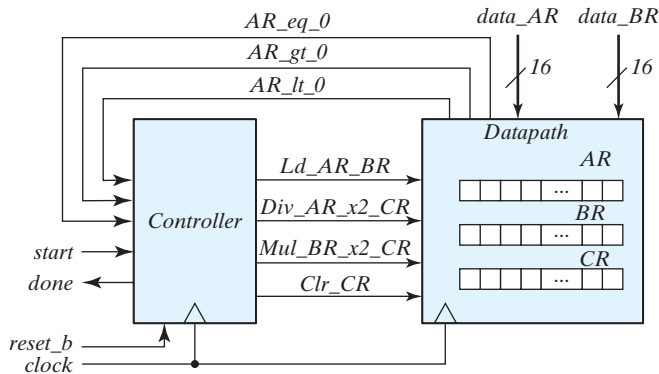 AR_eq_0
data_AR
data_BR
AR_gt_0
16
16
AR_lt_0
Datapath
AR
Ld_AR_BR
...
Controller
Div_AR_x2_CR
BR
...
start
Mul_BR_x2_CR
CR
done
Clr_CR
...
reset_b
clock